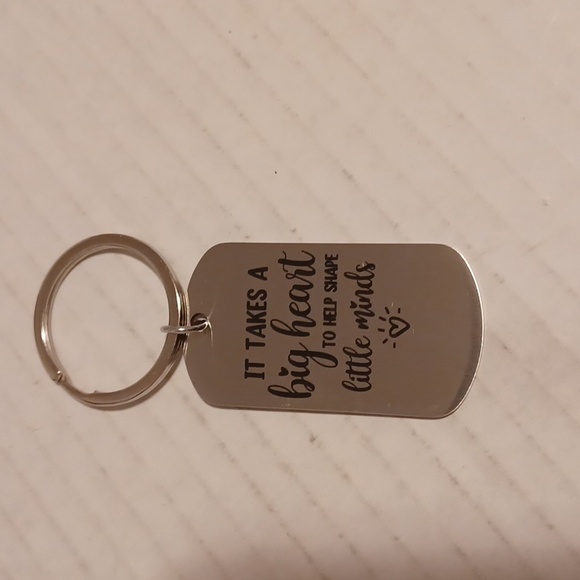 IT TAKES A
big heart
TO HELP SHAPE
little minds